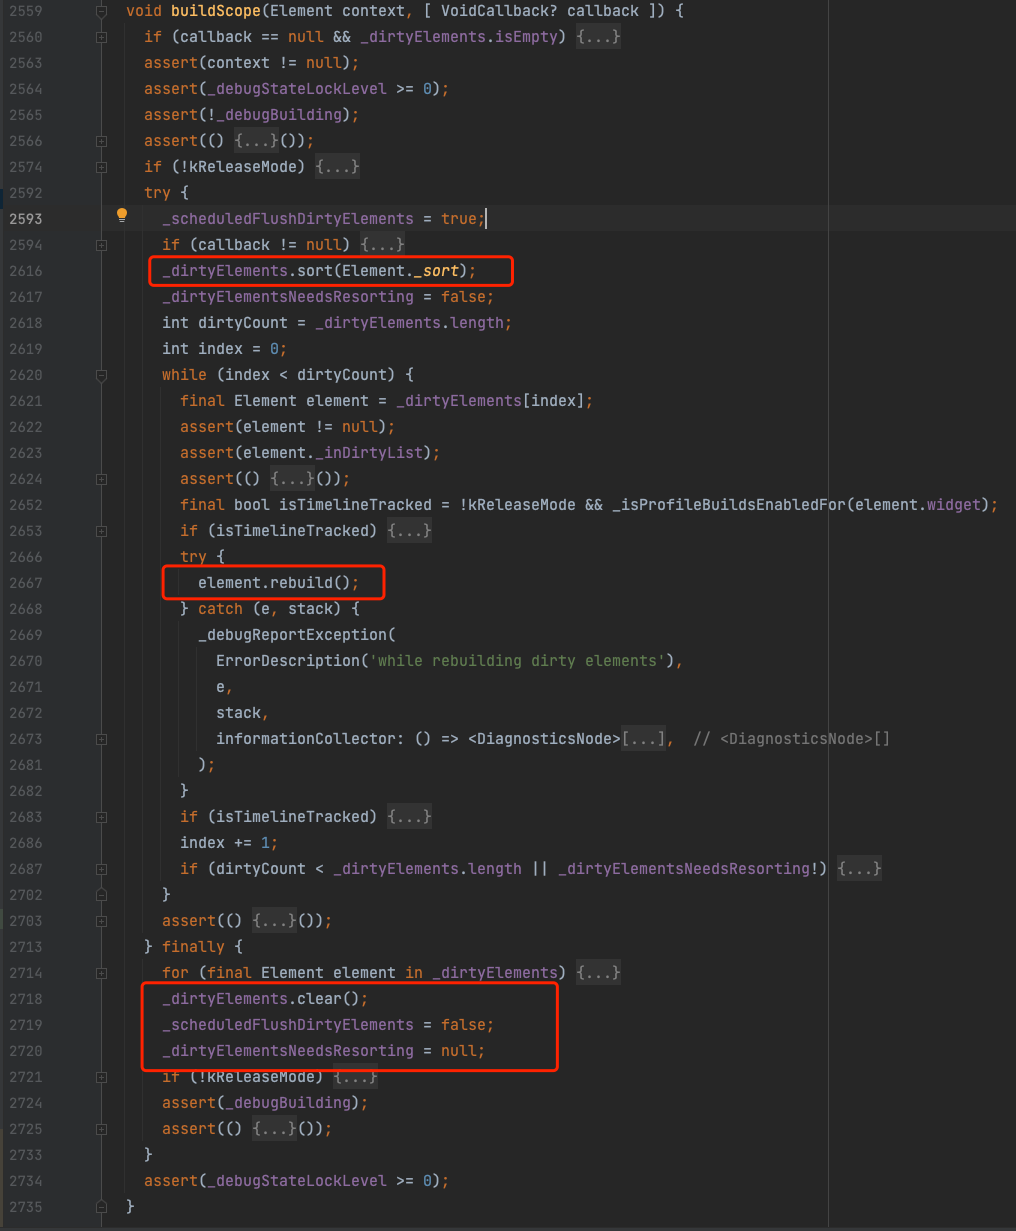 2559 void buildScope(Element context, [ VoidCallback? callback ]) {
2560 if (callback == null && _dirtyElements.isEmpty) {...}
2563 assert(context != null);
2564 assert(_debugStateLockLevel >= 0);
2565 assert(!_debugBuilding);
2566 assert(() {...}());
2574 if (!kReleaseMode) {...}
2592 try {
2593 _scheduledFlushDirtyElements = true;
2594 if (callback != null) {...}
2616 _dirtyElements.sort(Element._sort);
2617 _dirtyElementsNeedsResorting = false;
2618 int dirtyCount = _dirtyElements.length;
2619 int index = 0;
2620 while (index < dirtyCount) {
2621 final Element element = _dirtyElements[index];
2622 assert(element != null);
2623 assert(element._inDirtyList);
2624 assert(() {...}());
2652 final bool isTimelineTracked = !kReleaseMode && _isProfileBuildsEnabledFor(element.widget);
2653 if (isTimelineTracked) {...}
2666 try {
2667 element.rebuild();
2668 } catch (e, stack) {
2669 _debugReportException(
2670 ErrorDescription('while rebuilding dirty elements'),
2671 e,
2672 stack,
2673 informationCollector: () => <DiagnosticsNode>[...], // <DiagnosticsNode>[]
2681 );
2682 }
2683 if (isTimelineTracked) {...}
2686 index += 1;
2687 if (dirtyCount < _dirtyElements.length || _dirtyElementsNeedsResorting!) {...}
2702 }
2703 assert(() {...}());
2713 } finally {
2714 for (final Element element in _dirtyElements) {...}
2718 _dirtyElements.clear();
2719 _scheduledFlushDirtyElements = false;
2720 _dirtyElementsNeedsResorting = null;
2721 if (!kReleaseMode) {...}
2724 assert(_debugBuilding);
2725 assert(() {...}());
2733 }
2734 assert(_debugStateLockLevel >= 0);
2735 }